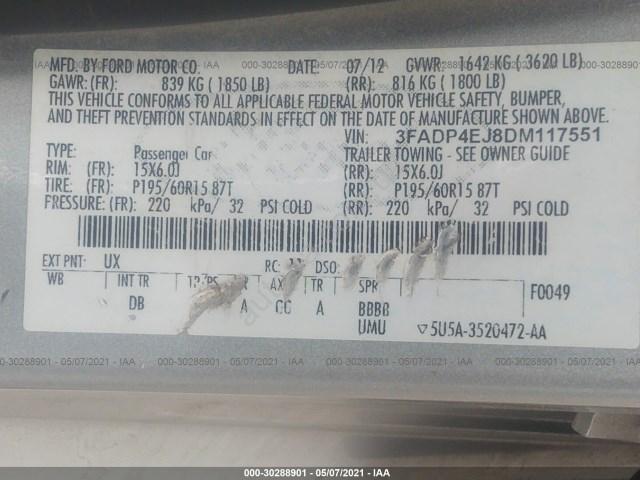 MFD. BY FORD MOTOR CO. DATE: 07/12 GVWR: 1642 KG ( 3620 LB)
000-30288901 - 05/07/2021 - IAA
GAWR: (FR): 839 KG ( 1850 LB) (RR): 816 KG ( 1800 LB)
THIS VEHICLE CONFORMS TO ALL APPLICABLE FEDERAL MOTOR VEHICLE SAFETY, BUMPER,
AND THEFT PREVENTION STANDARDS IN EFFECT ON THE DATE OF MANUFACTURE SHOWN ABOVE.
VIN: 3FADP4EJ8DM117551
TYPE: Passenger Car TRAILER TOWING - SEE OWNER GUIDE
RIM: (FR): 15X6.0J (RR): 15X6.0J
TIRE: (FR): P195/60R15 87T (RR): P195/60R15 87T
PRESSURE: (FR): 220 kPa/ 32 PSI COLD (RR): 220 kPa/ 32 PSI COLD
EXT PNT: UX RC: DSO:
WB INT TR AX TR SPR F0049
DB A CC A BBBB
UMU 5U5A-3520472-AA
000-30288901 - 05/07/2021 - IAA
000-30288901 - 05/07/2021 - IAA